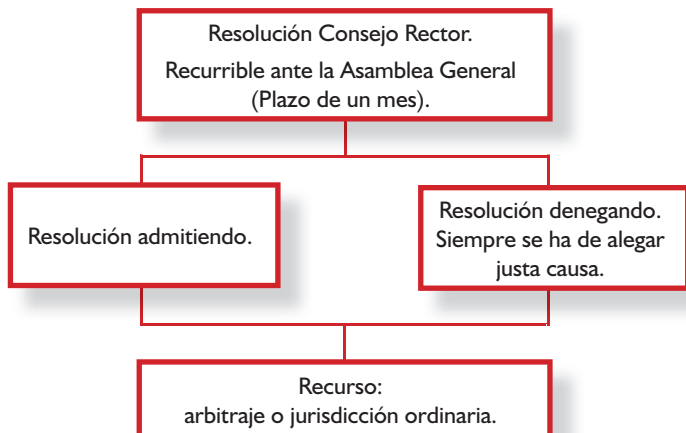 Resolución Consejo Rector.
Recurrible ante la Asamblea General
(Plazo de un mes).
Resolución admitiendo.
Resolución denegando.
Siempre se ha de alegar
justa causa.
Recurso:
arbitraje o jurisdicción ordinaria.